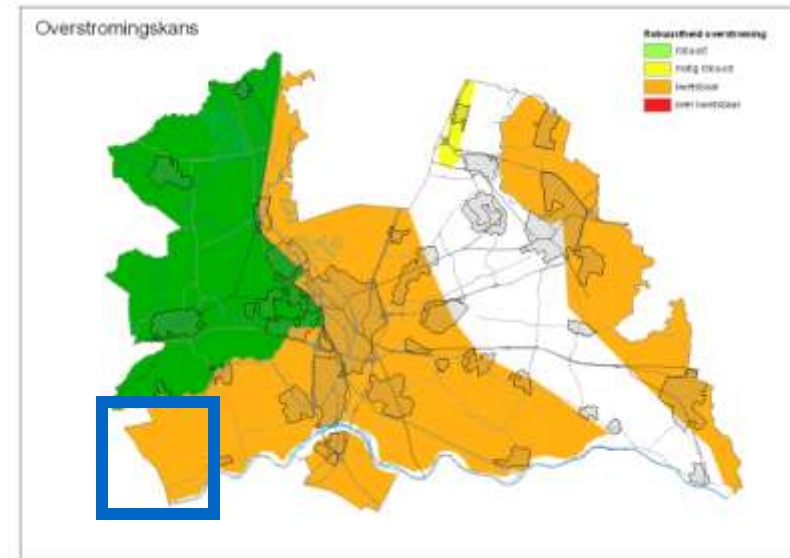 Overstromingskans
Robuustheid overstroming
robuust
matig robuust
kwetsbaar
zeer kwetsbaar